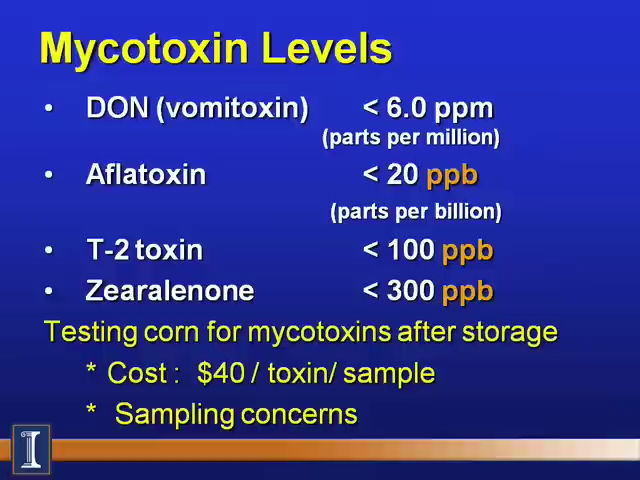 Mycotoxin Levels
• DON (vomitoxin) < 6.0 ppm
(parts per million)
• Aflatoxin < 20 ppb
(parts per billion)
• T-2 toxin < 100 ppb
• Zearalenone < 300 ppb
Testing corn for mycotoxins after storage
* Cost : $40 / toxin/ sample
* Sampling concerns
I